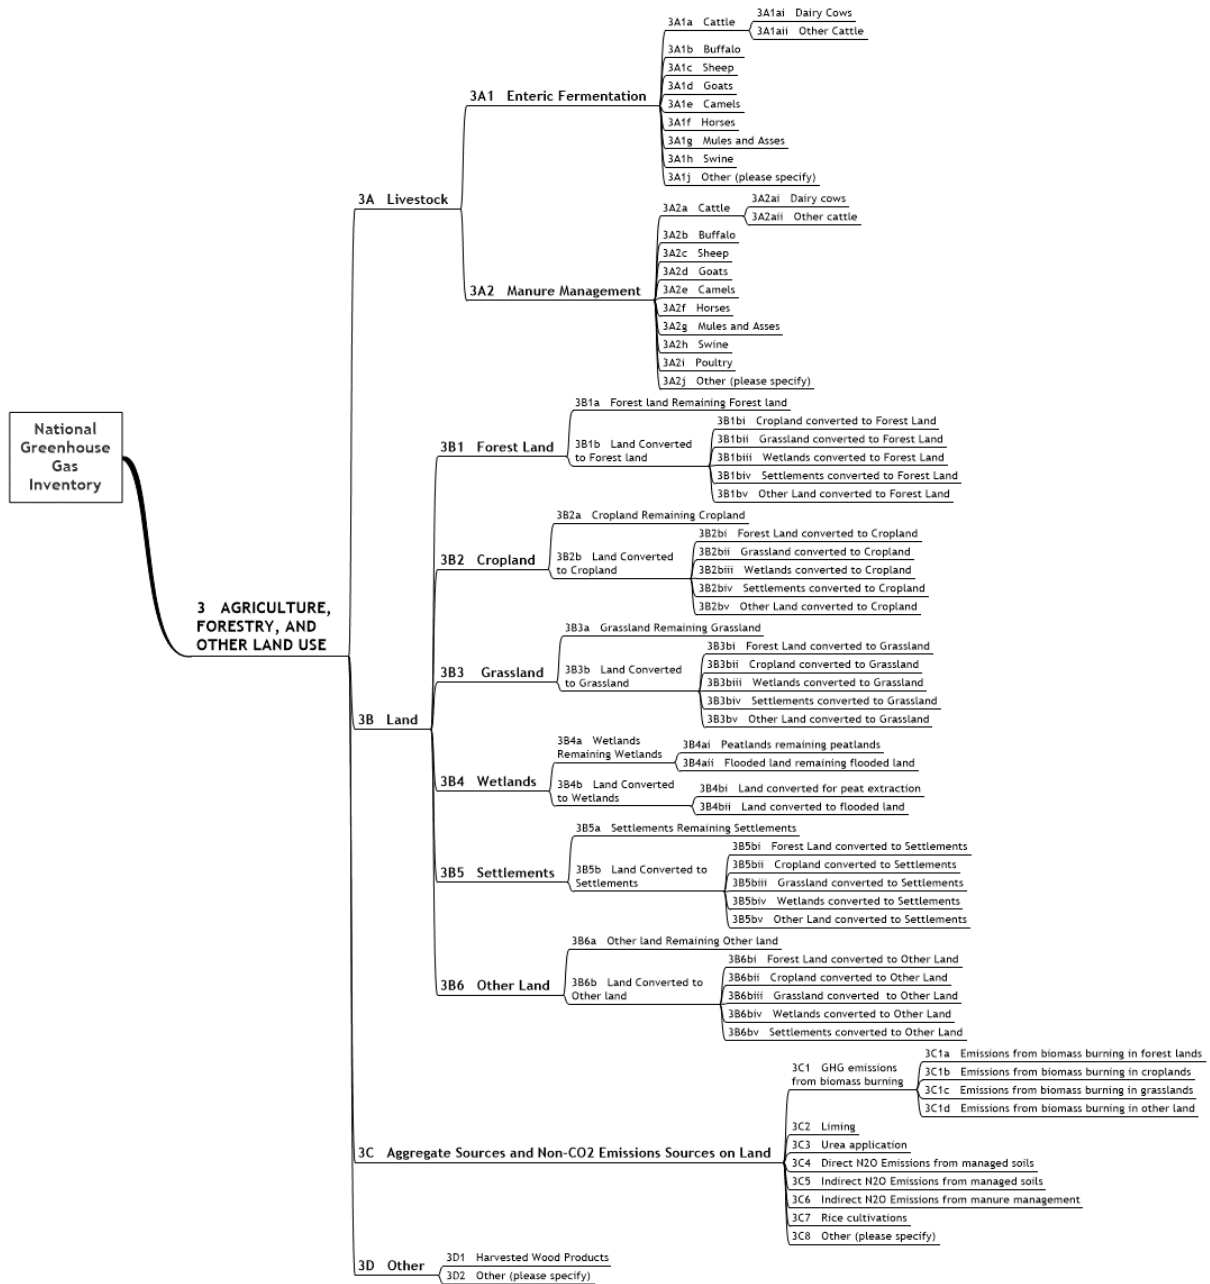 National
Greenhouse
Gas
Inventory
3 AGRICULTURE,
FORESTRY, AND
OTHER LAND USE
3A Livestock
3A1 Enteric Fermentation
3A1a Cattle
3A1ai Dairy Cows
3A1aii Other Cattle
3A1b Buffalo
3A1c Sheep
3A1d Goats
3A1e Camels
3A1f Horses
3A1g Mules and Asses
3A1h Swine
3A1j Other (please specify)
3A2 Manure Management
3A2a Cattle
3A2ai Dairy cows
3A2aii Other cattle
3A2b Buffalo
3A2c Sheep
3A2d Goats
3A2e Camels
3A2f Horses
3A2g Mules and Asses
3A2h Swine
3A2i Poultry
3A2j Other (please specify)
3B Land
3B1 Forest Land
3B1a Forest land Remaining Forest land
3B1b Land Converted
to Forest land
3B1bi Cropland converted to Forest Land
3B1bii Grassland converted to Forest Land
3B1biii Wetlands converted to Forest Land
3B1biv Settlements converted to Forest Land
3B1bv Other Land converted to Forest Land
3B2 Cropland
3B2a Cropland Remaining Cropland
3B2b Land Converted
to Cropland
3B2bi Forest Land converted to Cropland
3B2bii Grassland converted to Cropland
3B2biii Wetlands converted to Cropland
3B2biv Settlements converted to Cropland
3B2bv Other Land converted to Cropland
3B3 Grassland
3B3a Grassland Remaining Grassland
3B3b Land Converted
to Grassland
3B3bi Forest Land converted to Grassland
3B3bii Cropland converted to Grassland
3B3biii Wetlands converted to Grassland
3B3biv Settlements converted to Grassland
3B3bv Other Land converted to Grassland
3B4 Wetlands
3B4a Wetlands
Remaining Wetlands
3B4ai Peatlands remaining peatlands
3B4aii Flooded land remaining flooded land
3B4b Land Converted
to Wetlands
3B4bi Land converted for peat extraction
3B4bii Land converted to flooded land
3B5 Settlements
3B5a Settlements Remaining Settlements
3B5b Land Converted to
Settlements
3B5bi Forest Land converted to Settlements
3B5bii Cropland converted to Settlements
3B5biii Grassland converted to Settlements
3B5biv Wetlands converted to Settlements
3B5bv Other Land converted to Settlements
3B6 Other Land
3B6a Other land Remaining Other land
3B6b Land Converted to
Other land
3B6bi Forest Land converted to Other Land
3B6bii Cropland converted to Other Land
3B6biii Grassland converted to Other Land
3B6biv Wetlands converted to Other Land
3B6bv Settlements converted to Other Land
3C Aggregate Sources and Non-CO2 Emissions Sources on Land
3C1 GHG emissions
from biomass burning
3C1a Emissions from biomass burning in forest lands
3C1b Emissions from biomass burning in croplands
3C1c Emissions from biomass burning in grasslands
3C1d Emissions from biomass burning in other land
3C2 Liming
3C3 Urea application
3C4 Direct N2O Emissions from managed soils
3C5 Indirect N2O Emissions from managed soils
3C6 Indirect N2O Emissions from manure management
3C7 Rice cultivations
3C8 Other (please specify)
3D Other
3D1 Harvested Wood Products
3D2 Other (please specify)